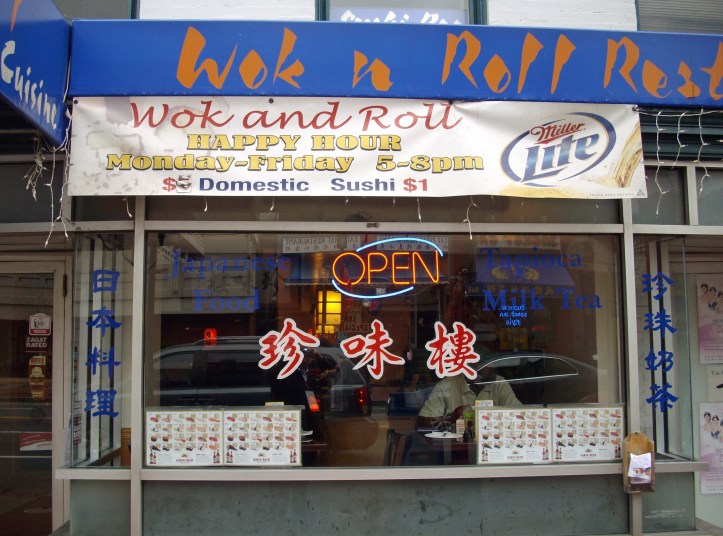 Cuisine
Wok n Roll Rest
Wok and Roll
HAPPY HOUR
Monday-Friday 5-8pm
Domestic Sushi $1
Miller
Lite
Japanese
Food
OPEN
Tapioca
Milk Tea
日本料理
珍味樓
珍珠奶茶
ZAGAT
RATED